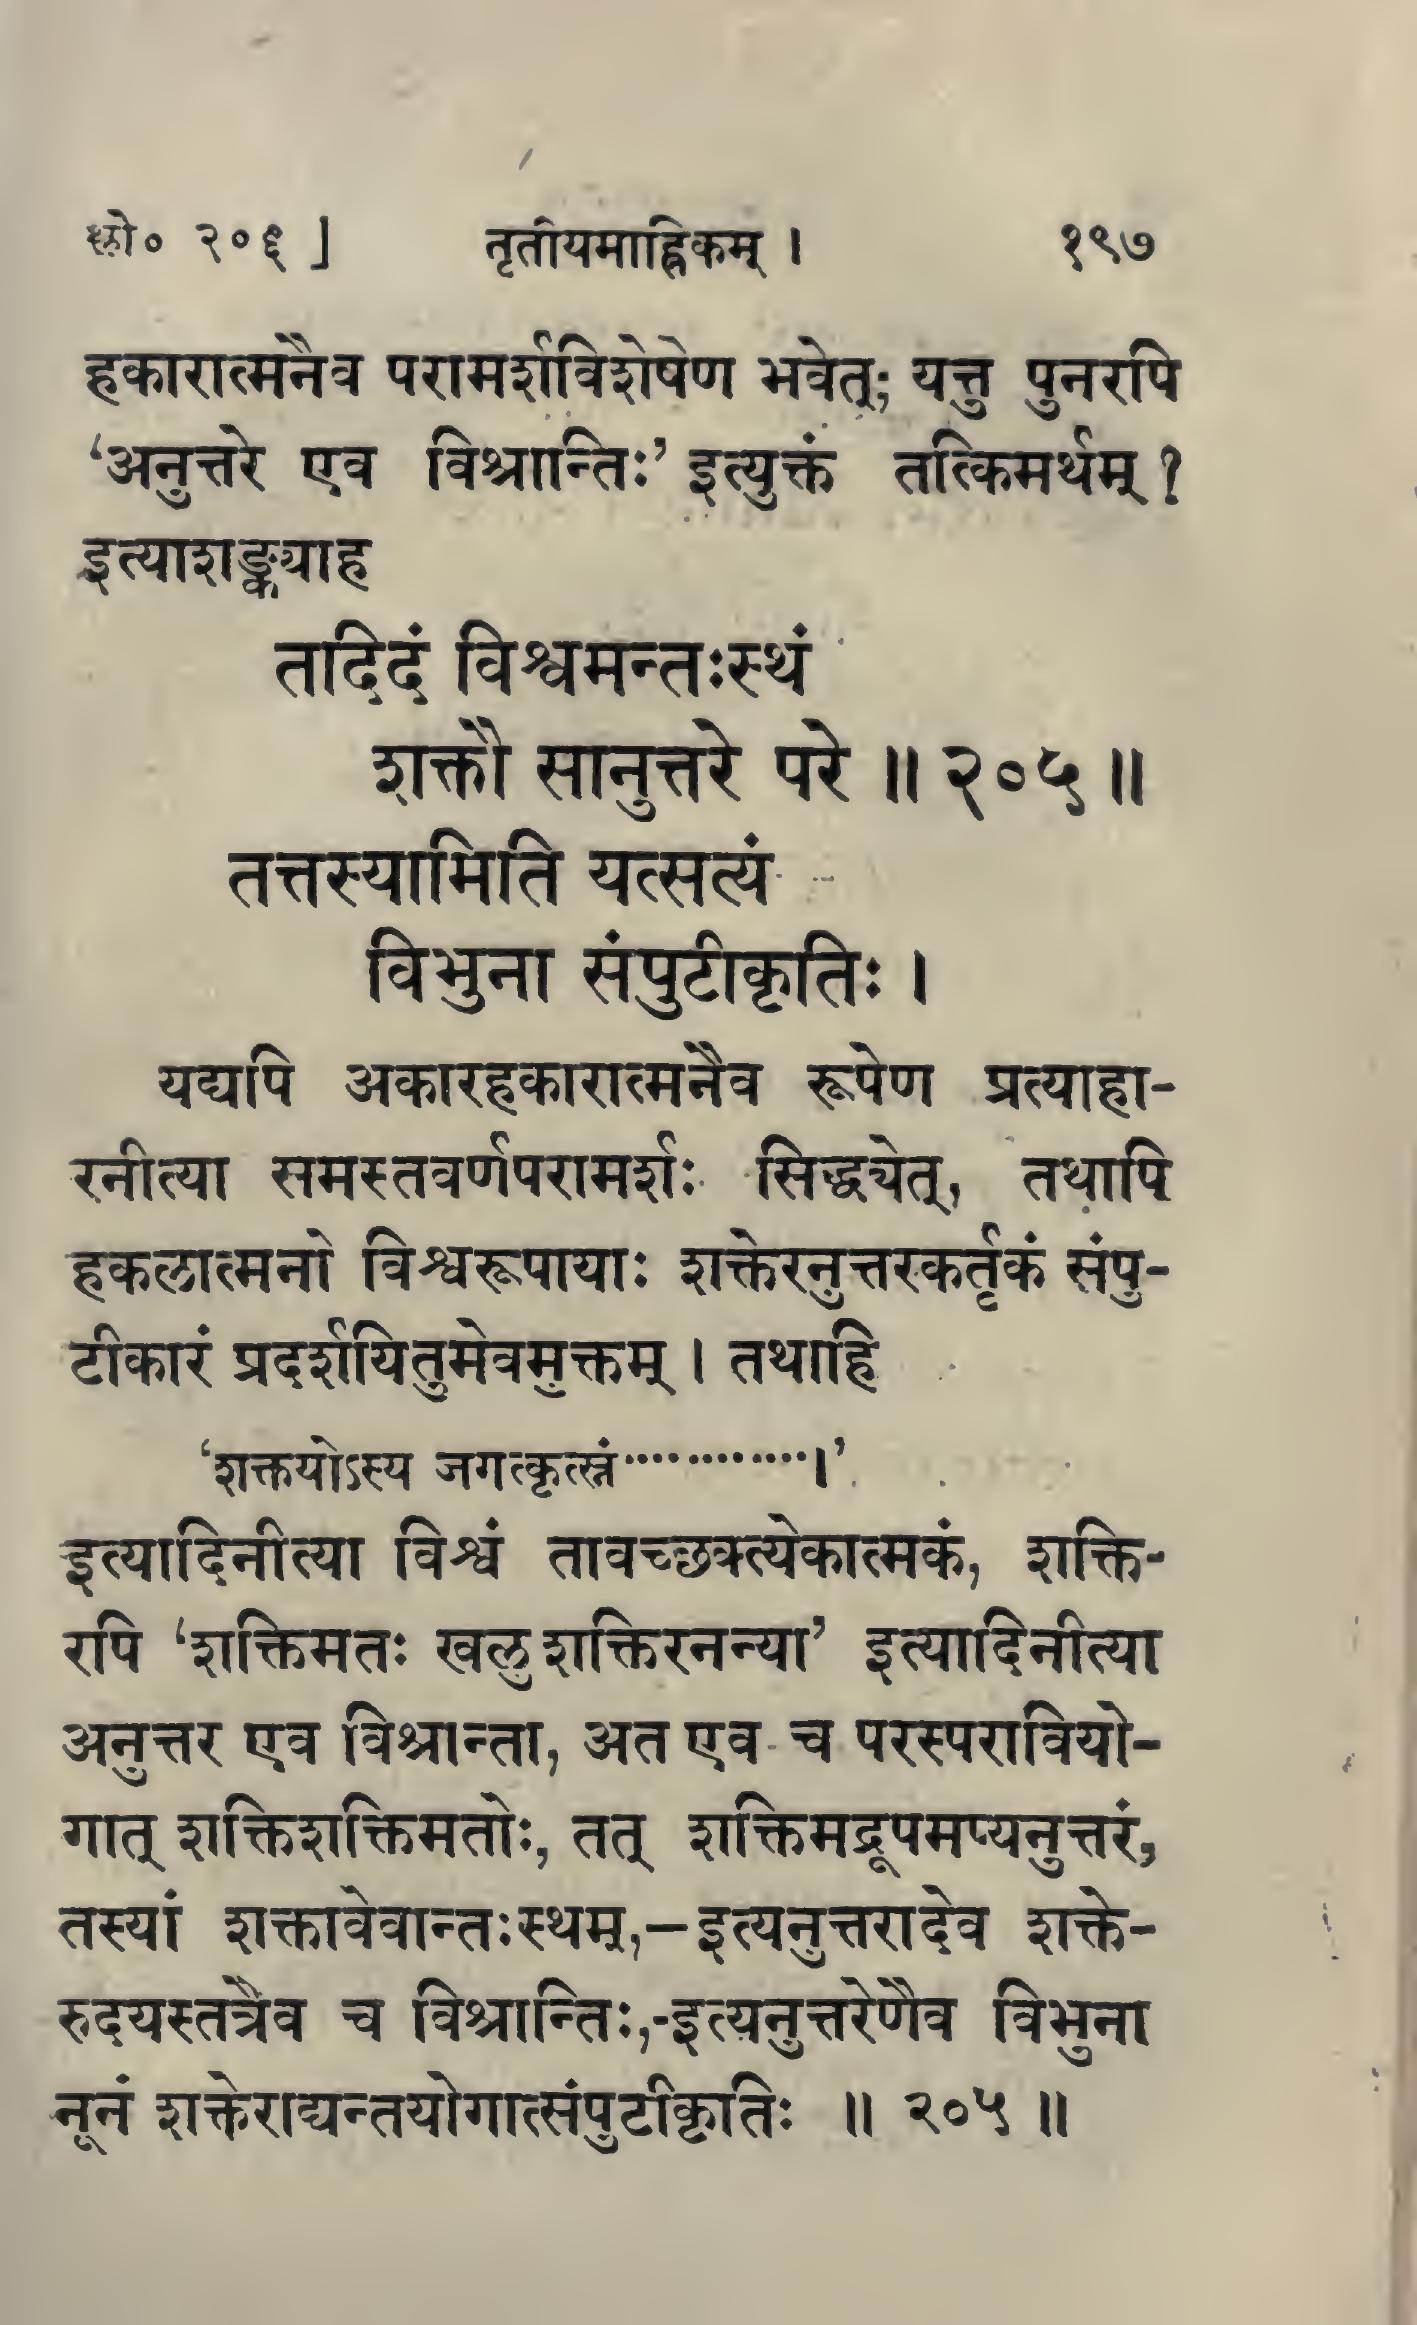 श्लो० २०६ ] तृतीयमाह्निकम् । १९७
हकारात्मनैव परामर्शविशेषेण भवेत्; यत्तु पुनरपि
‘अनुत्तरे एव विश्रान्तिः’ इत्युक्तं तत्किमर्थम् ?
इत्याशङ्क्याह
तदिदं विश्वमन्तःस्थं
शक्तौ सानुत्तरे परे ॥ २०५ ॥
तत्तस्यामिति यत्सत्यं
विभुना संपुटीकृतिः ।
यद्यपि अकारहकारात्मनैव रूपेण प्रत्याहा-
रनीत्या समस्तवर्णपरामर्शः सिद्ध्येत्, तथापि
हकलात्मनो विश्वरूपायाः शक्तेरनुत्तरकर्तृकं संपु-
टीकारं प्रदर्शयितुमेवमुक्तम् । तथाहि
‘शक्तयोऽस्य जगत्कृत्स्नं·············।’
इत्यादिनीत्या विश्वं तावच्छक्त्येकात्मकं, शक्ति-
रपि ‘शक्तिमतः खलु शक्तिरनन्या’ इत्यादिनीत्या
अनुत्तर एव विश्रान्ता, अत एव च परस्परावियो-
गात् शक्तिशक्तिमतोः, तत् शक्तिमद्रूपमप्यनुत्तरं,
तस्यां शक्तावेवान्तःस्थम्,–इत्यनुत्तरादेव शक्ते-
रुदयस्तत्रैव च विश्रान्तिः,-इत्यनुत्तरेणैव विभुना
नूनं शक्तेराद्यन्तयोगात्संपुटीकृतिः ॥ २०५ ॥